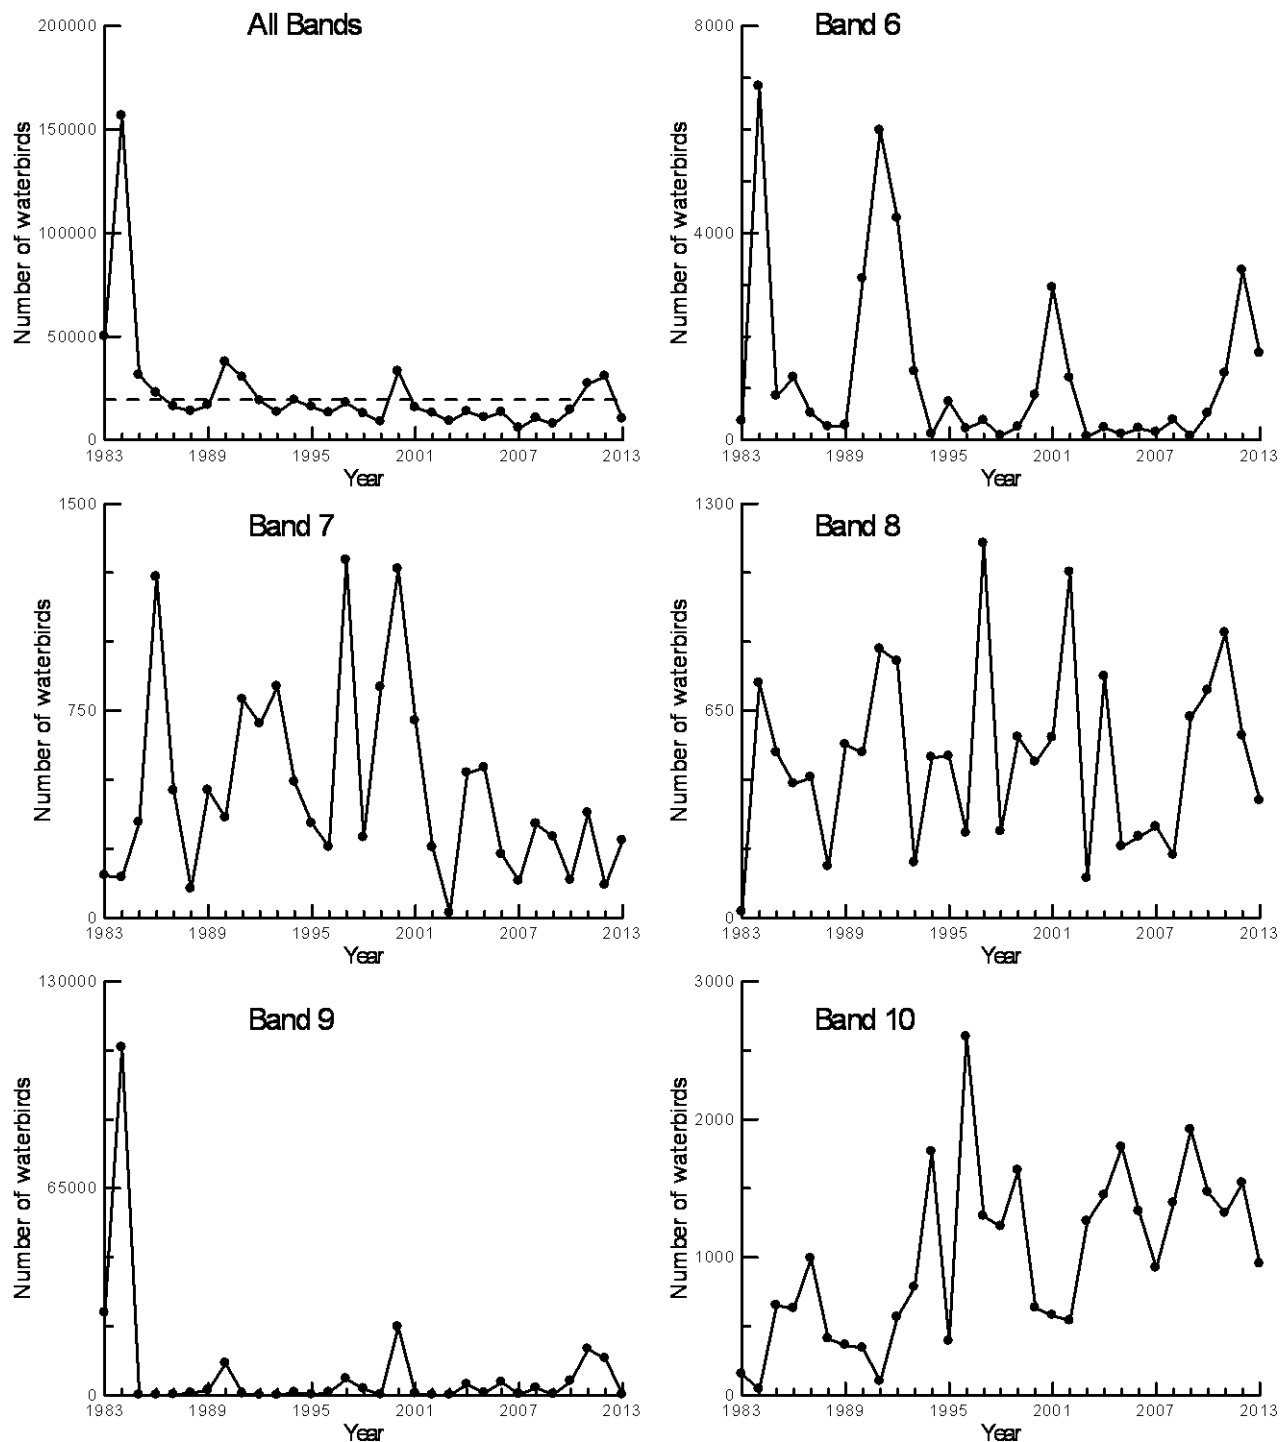 All Bands
200000
150000
100000
50000
0
Number of waterbirds
1983 1989 1995 2001 2007 2013
Year
Band 6
8000
4000
0
Number of waterbirds
1983 1989 1995 2001 2007 2013
Year
Band 7
1500
750
0
Number of waterbirds
1983 1989 1995 2001 2007 2013
Year
Band 8
1300
650
0
Number of waterbirds
1983 1989 1995 2001 2007 2013
Year
Band 9
130000
65000
0
Number of waterbirds
1983 1989 1995 2001 2007 2013
Year
Band 10
3000
2000
1000
0
Number of waterbirds
1983 1989 1995 2001 2007 2013
Year